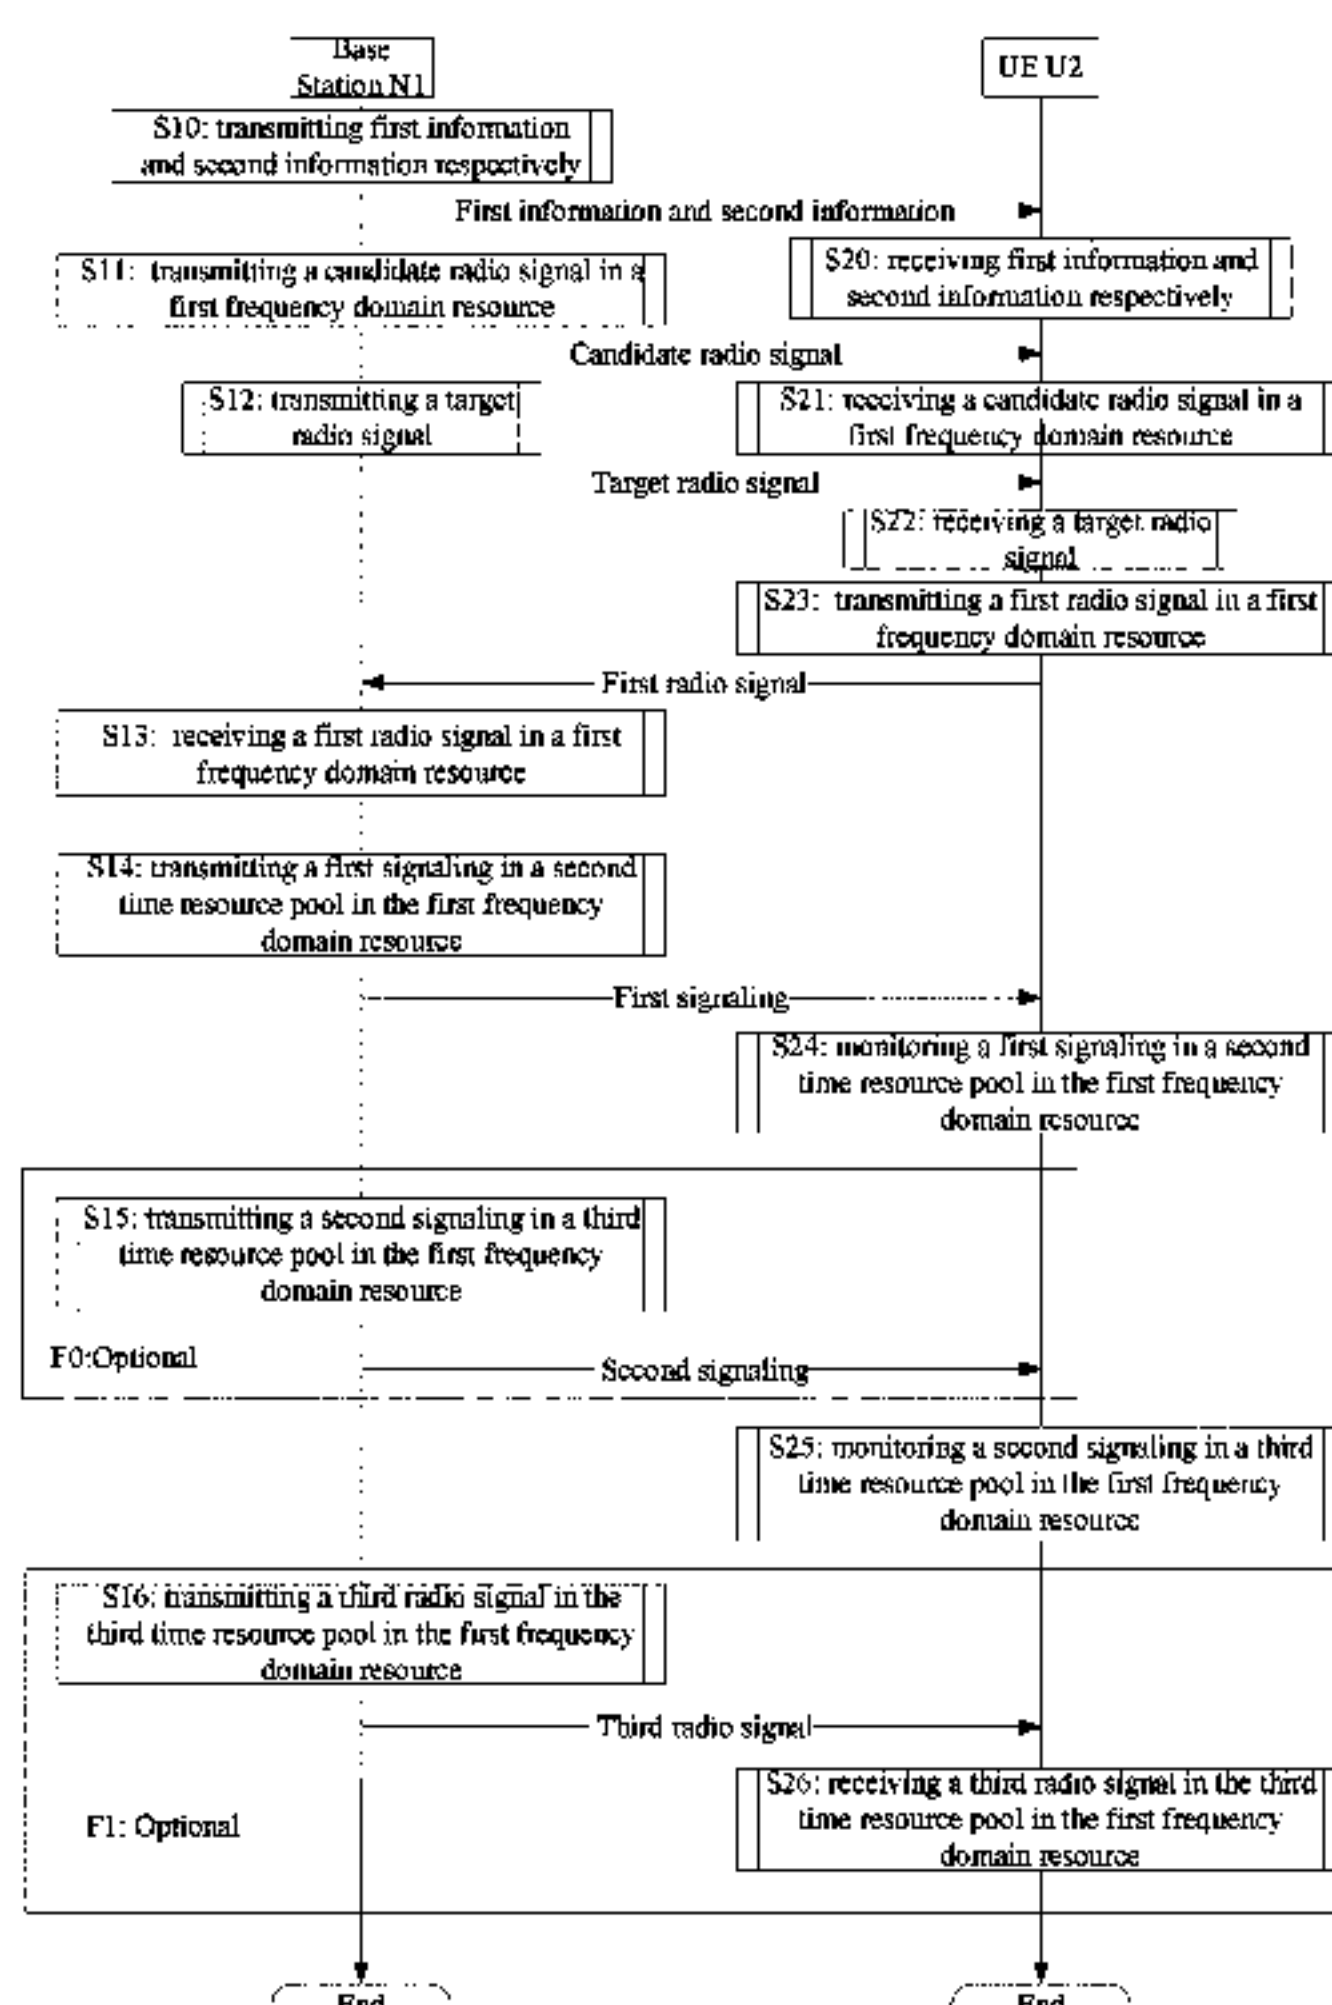 Base
Station N1
UE U2
S10: transmitting first information
and second information respectively
First information and second information
S11: transmitting a candidate radio signal in a
first frequency domain resource
S20: receiving first information and
second information respectively
Candidate radio signal
S12: transmitting a target
radio signal
S21: receiving a candidate radio signal in a
first frequency domain resource
Target radio signal
S22: receiving a target radio
signal
S23: transmitting a first radio signal in a first
frequency domain resource
First radio signal
S13: receiving a first radio signal in a first
frequency domain resource
S14: transmitting a first signaling in a second
time resource pool in the first frequency
domain resource
First signaling
S24: monitoring a first signaling in a second
time resource pool in the first frequency
domain resource
S15: transmitting a second signaling in a third
time resource pool in the first frequency
domain resource
F0:Optional
Second signaling
S25: monitoring a second signaling in a third
time resource pool in the first frequency
domain resource
S16: transmitting a third radio signal in the
third time resource pool in the first frequency
domain resource
Third radio signal
S26: receiving a third radio signal in the third
time resource pool in the first frequency
domain resource
F1: Optional
End
End